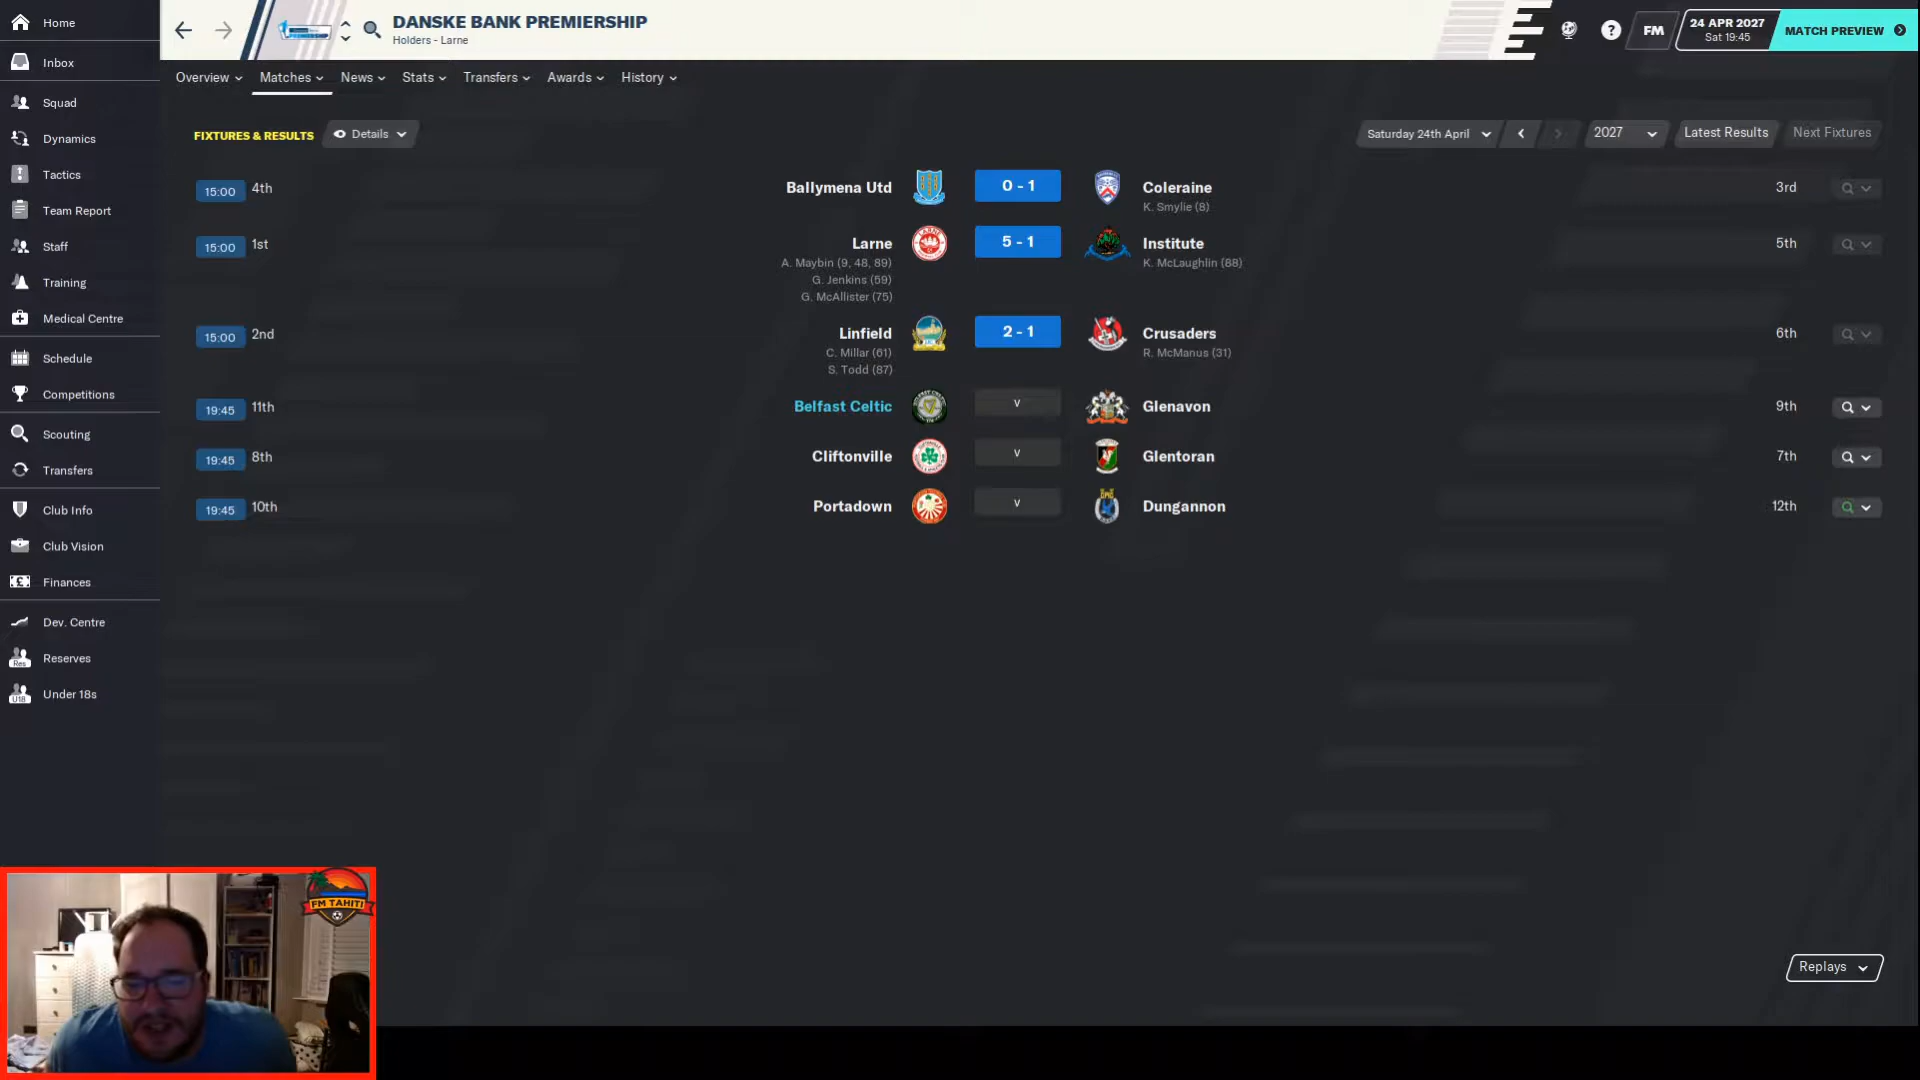 Home
Inbox
Squad
Dynamics
Tactics
Team Report
Staff
Training
Medical Centre
Schedule
Competitions
Scouting
Transfers
Club Info
Club Vision
Finances
Dev. Centre
Reserves
Under 18s
DANSKE BANK PREMIERSHIP
Holders - Larne
FM
24 APR 2027
Sat 19:45
MATCH PREVIEW
Overview Matches News Stats Transfers Awards History
FIXTURES & RESULTS Details
Saturday 24th April 2027 Latest Results Next Fixtures
15:00 4th Ballymena Utd 0 - 1 Coleraine 3rd
K. Smylie (8)
15:00 1st Larne 5 - 1 Institute 5th
A. Maybin (9, 48, 89) K. McLaughlin (88)
G. Jenkins (59)
G. McAllister (75)
15:00 2nd Linfield 2 - 1 Crusaders 6th
C. Millar (61) R. McManus (31)
S. Todd (87)
19:45 11th Belfast Celtic v Glenavon 9th
19:45 8th Cliftonville v Glentoran 7th
19:45 10th Portadown v Dungannon 12th
Replays
FM TAHITI